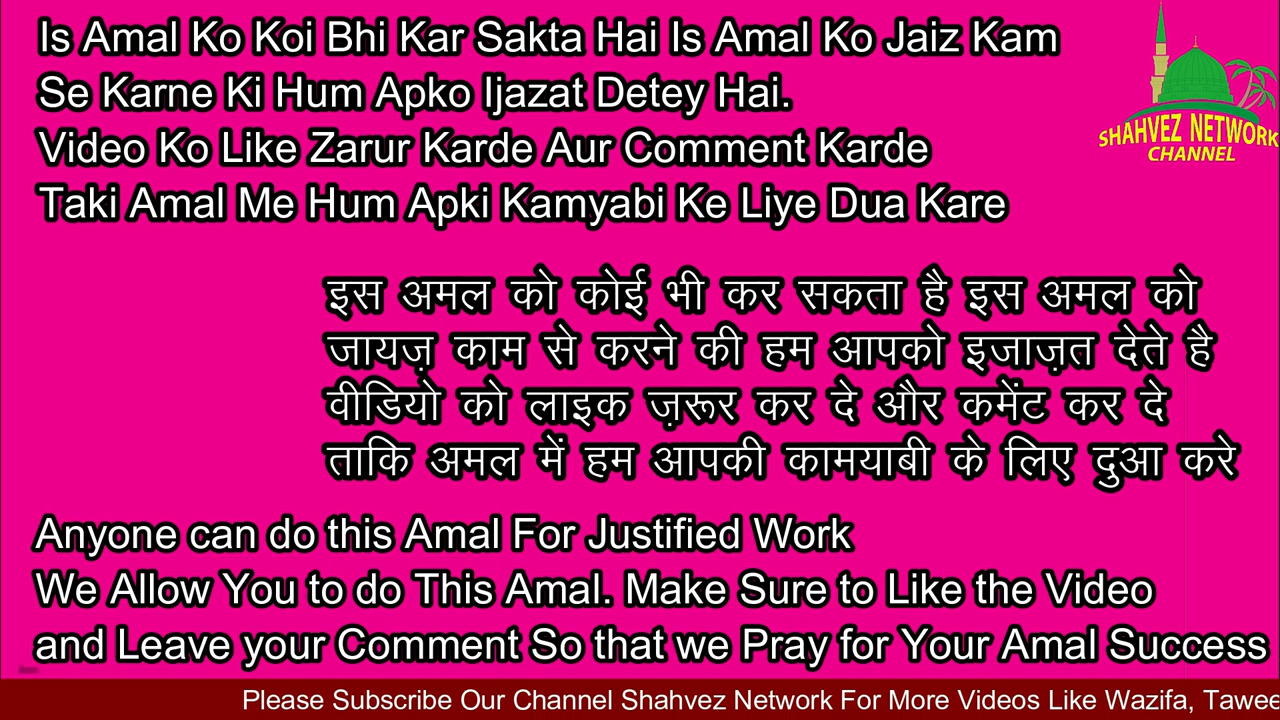 Is Amal Ko Koi Bhi Kar Sakta Hai Is Amal Ko Jaiz Kam
Se Karne Ki Hum Apko Ijazat Detey Hai.
Video Ko Like Zarur Karde Aur Comment Karde
Taki Amal Me Hum Apki Kamyabi Ke Liye Dua Kare
SHAHVEZ NETWORK
CHANNEL
इस अमल को कोई भी कर सकता है इस अमल को
जायज़ काम से करने की हम आपको इजाज़त देते है
वीडियो को लाइक ज़रूर कर दे और कमेंट कर दे
ताकि अमल में हम आपकी कामयाबी के लिए दुआ करे
Anyone can do this Amal For Justified Work
We Allow You to do This Amal. Make Sure to Like the Video
and Leave your Comment So that we Pray for Your Amal Success
Please Subscribe Our Channel Shahvez Network For More Videos Like Wazifa, Tawee